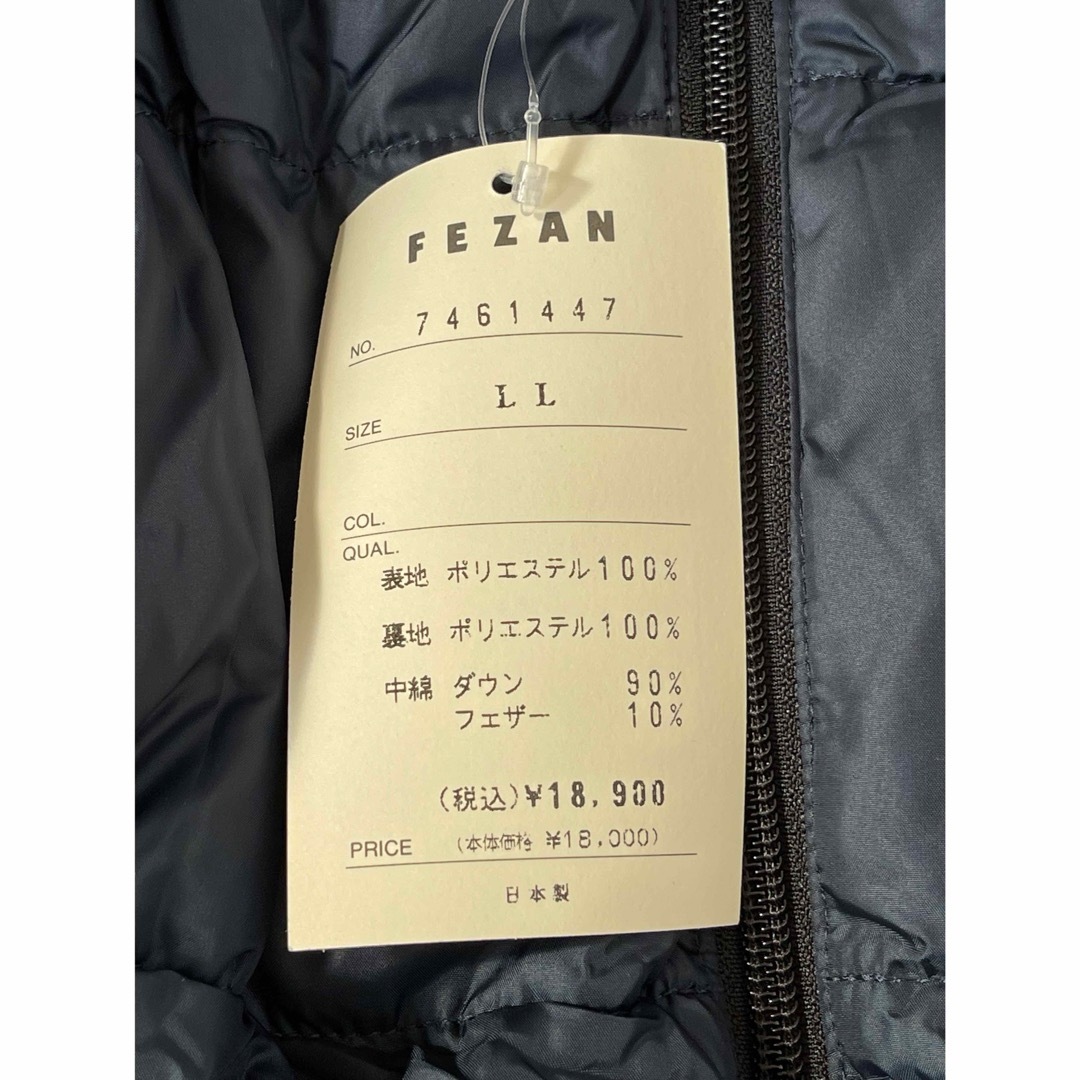 FEZAN
NO. 7461447
SIZE LL
COL.
QUAL.
表地 ポリエステル100%
裏地 ポリエステル100%
中綿 ダウン 90%
フェザー 10%
(税込)¥18,900
PRICE (本体価格 ¥18,000)
日本製